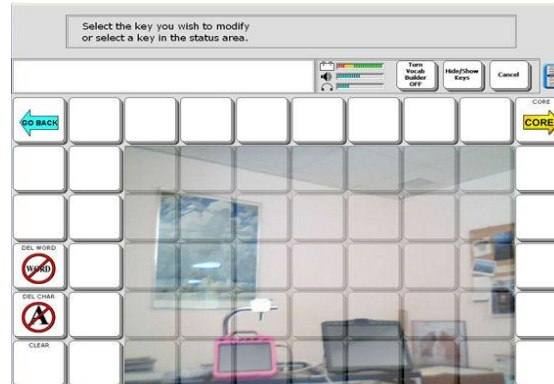 Select the key you wish to modify
or select a key in the status area.
Turn
Vocab
Builder
OFF
Hide/Show
Keys
Cancel
GO BACK
CORE
CORE
DEL WORD
WORD
DEL CHAR
A
CLEAR